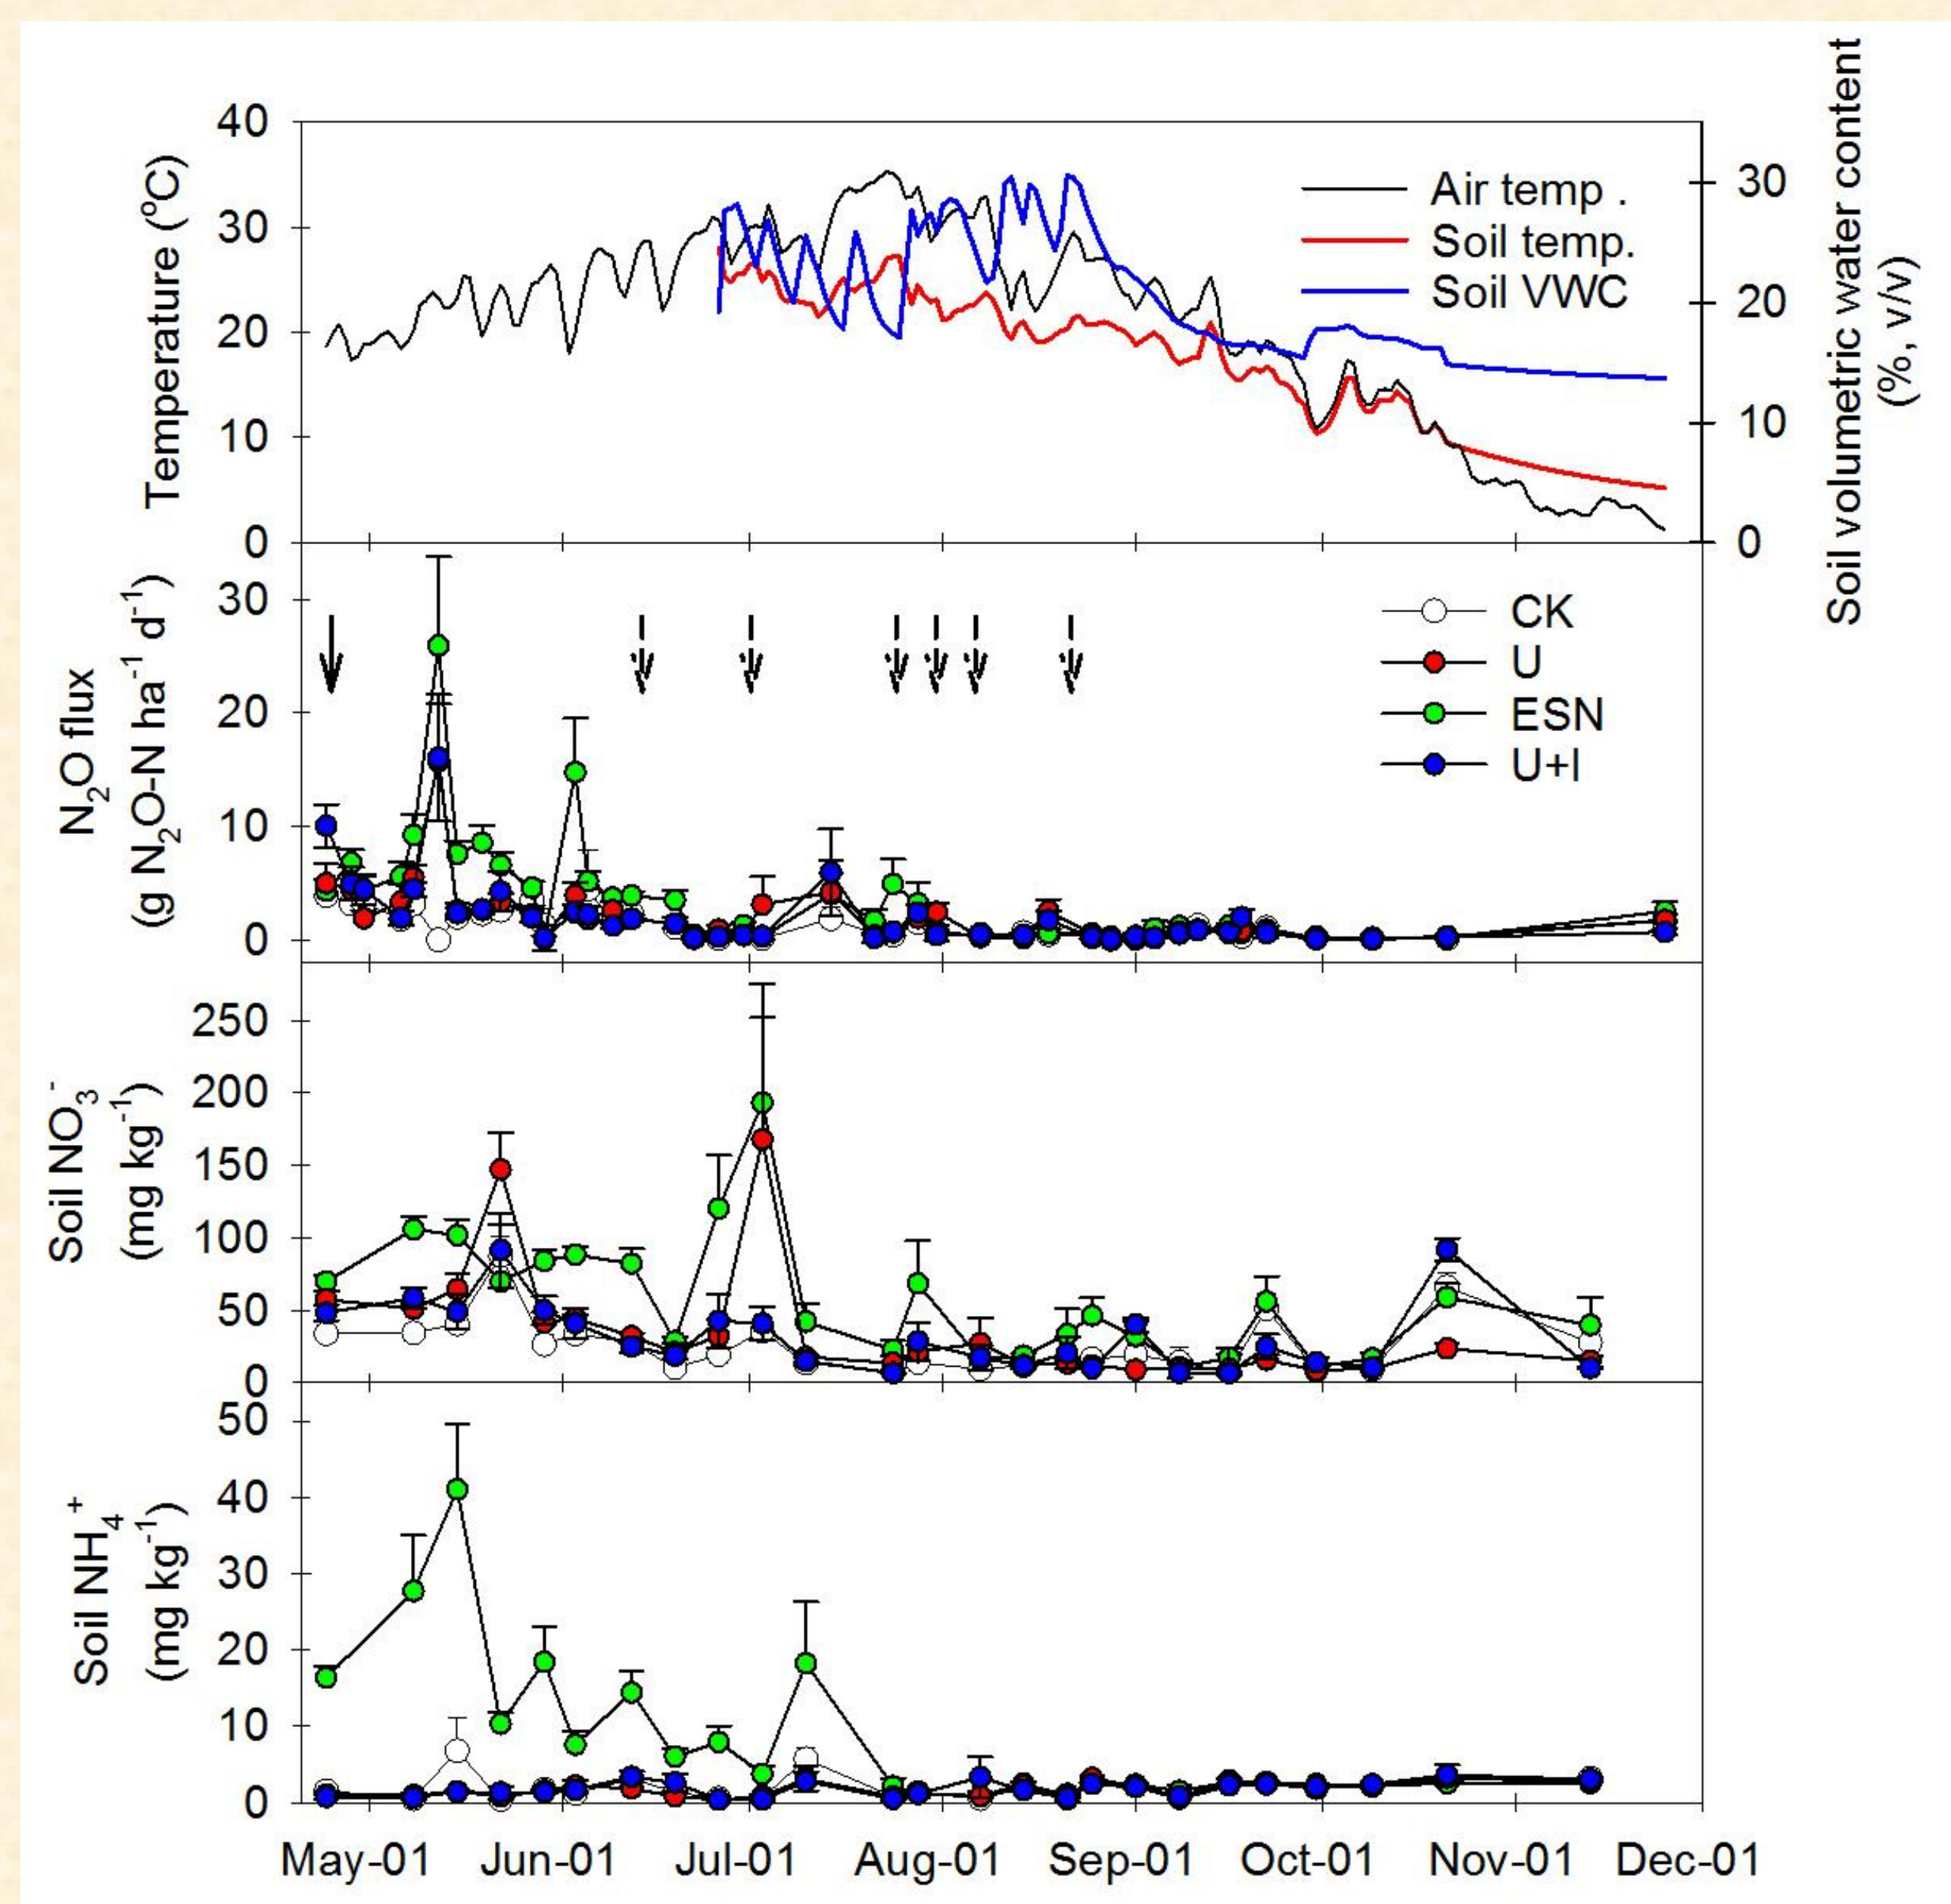 40
30
20
10
0
Temperature (°C)
Air temp .
Soil temp.
Soil VWC
30
20
10
0
Soil volumetric water content
(%, v/v)
30
20
10
0
N₂O flux
(g N₂O-N ha⁻¹ d⁻¹)
CK
U
ESN
U+I
250
200
150
100
50
0
Soil NO₃⁻
(mg kg⁻¹)
50
40
30
20
10
0
Soil NH₄⁺
(mg kg⁻¹)
May-01 Jun-01 Jul-01 Aug-01 Sep-01 Oct-01 Nov-01 Dec-01